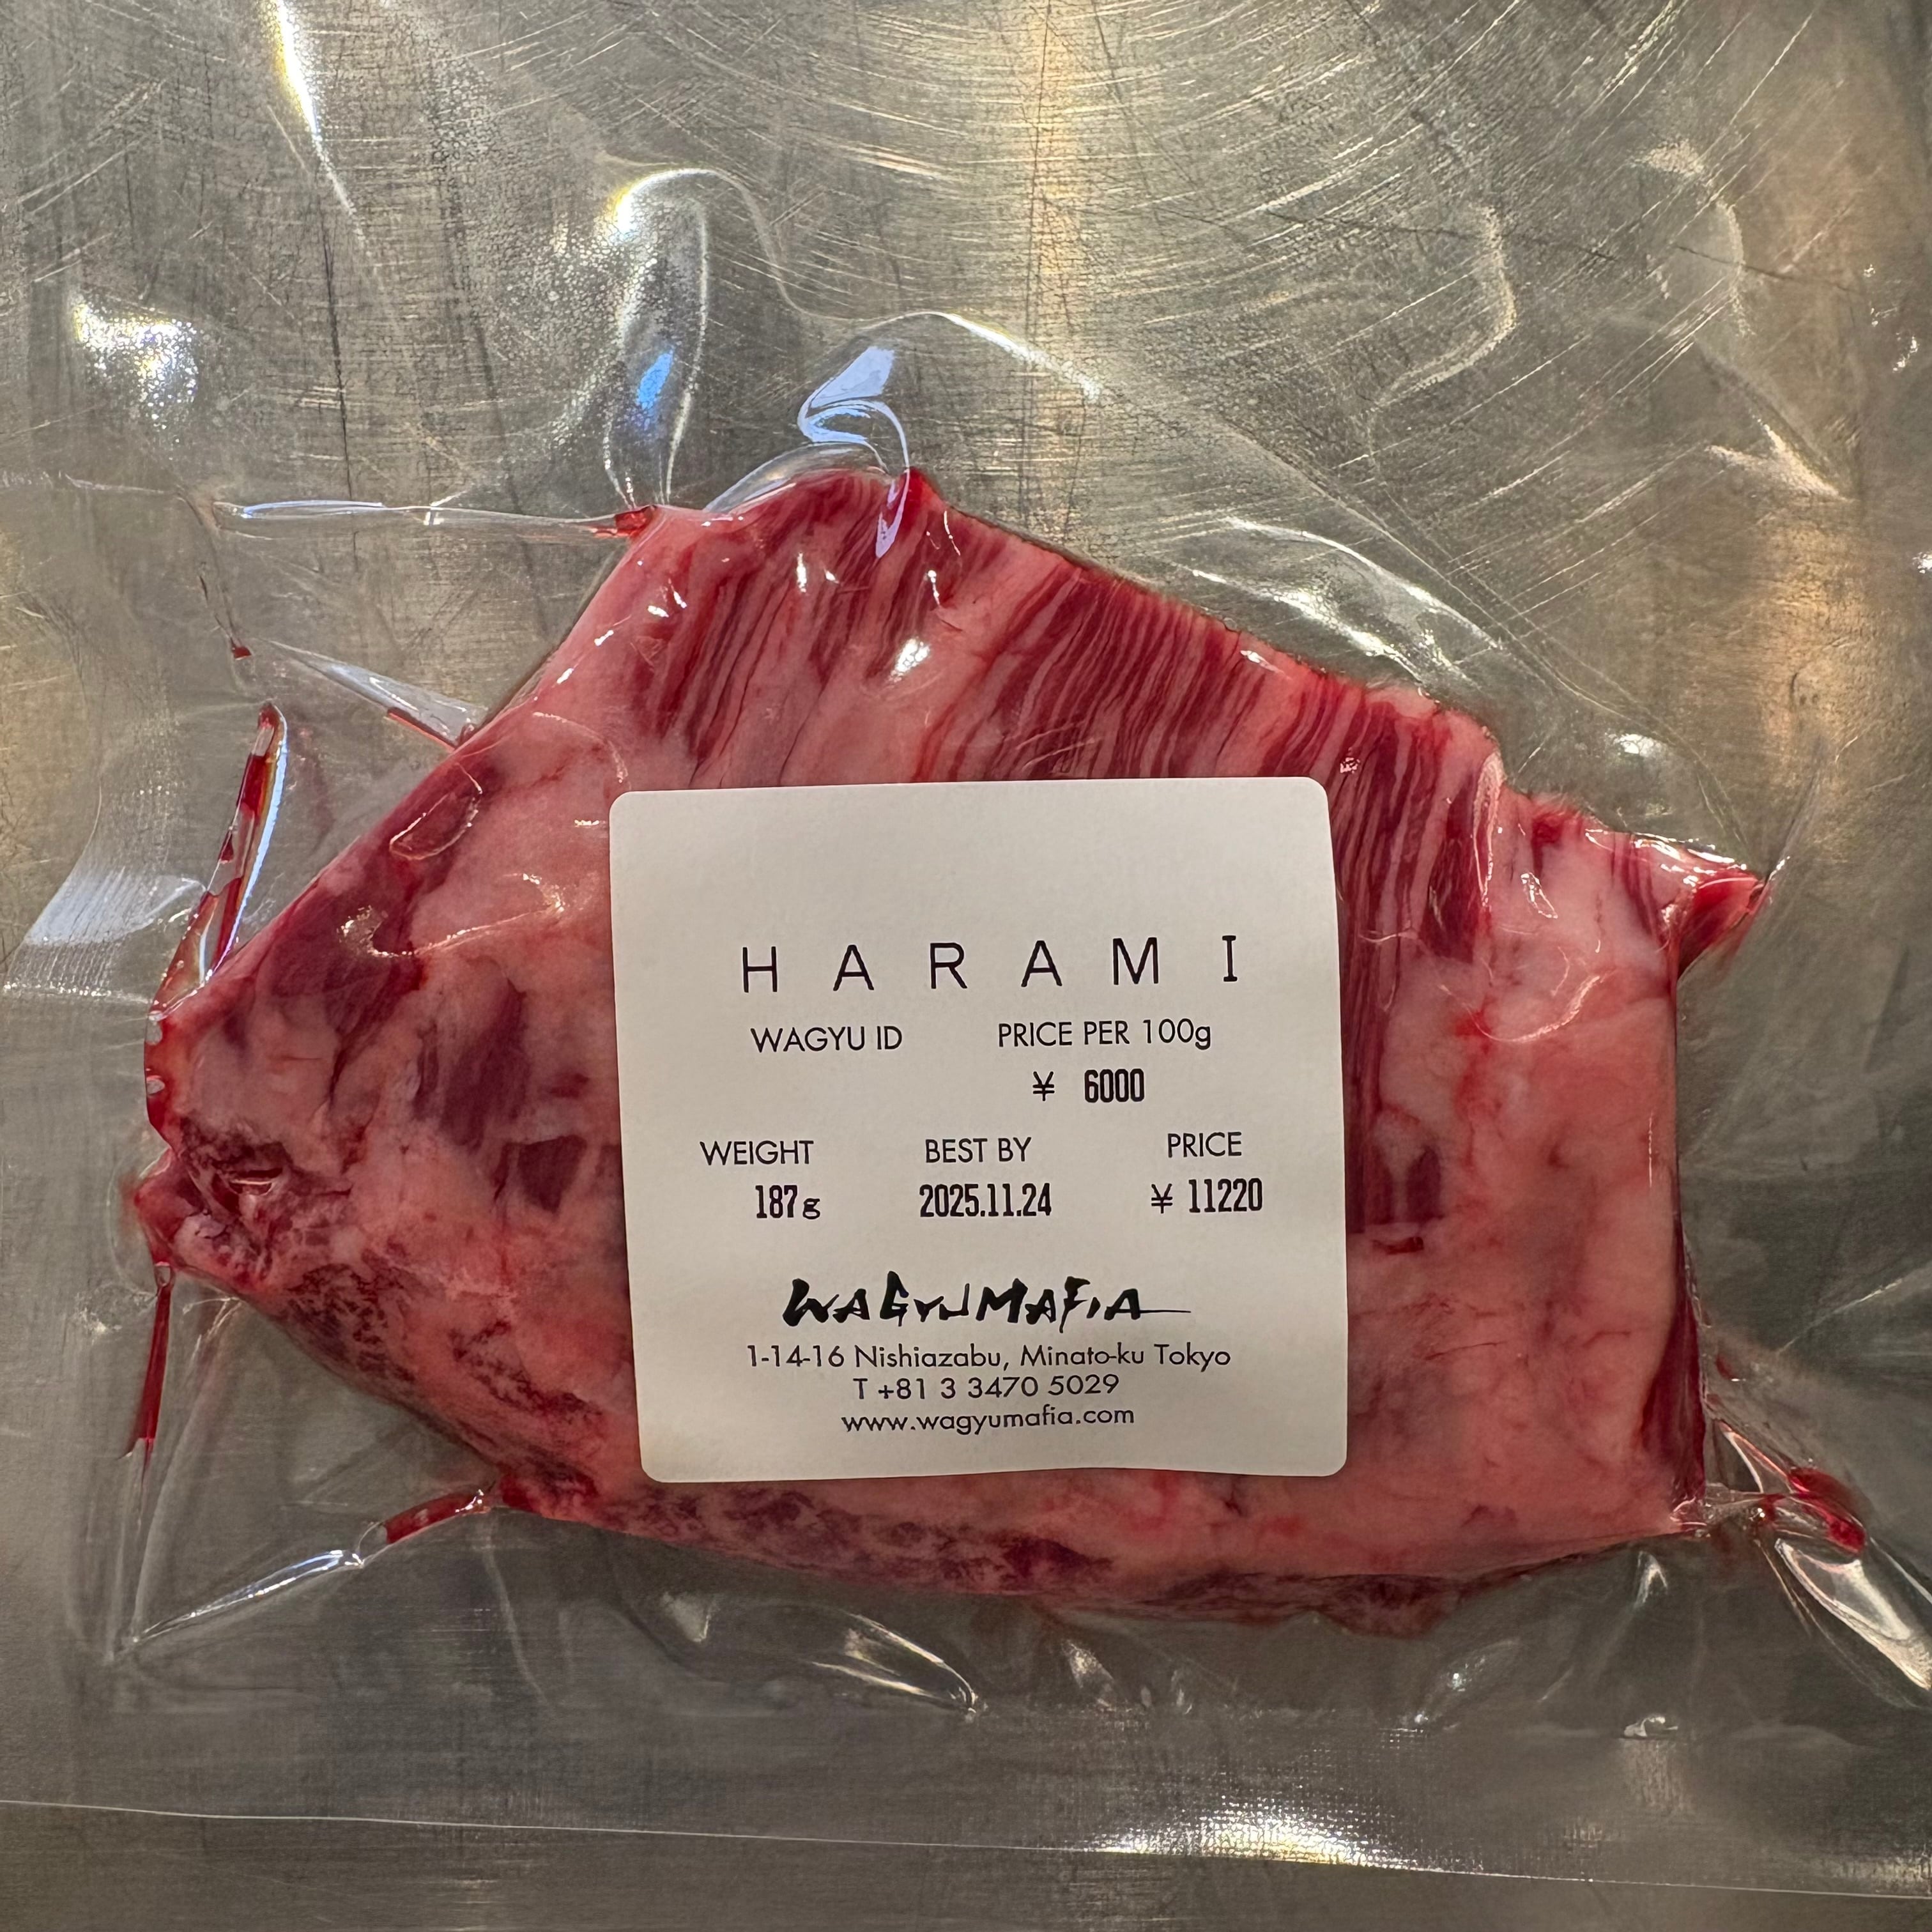 HARAMI
WAGYU ID PRICE PER 100g
¥ 6000
WEIGHT BEST BY PRICE
187g 2025.11.24 ¥ 11220
WAGYUMAFIA
1-14-16 Nishiazabu, Minato-ku Tokyo
T +81 3 3470 5029
www.wagyumafia.com